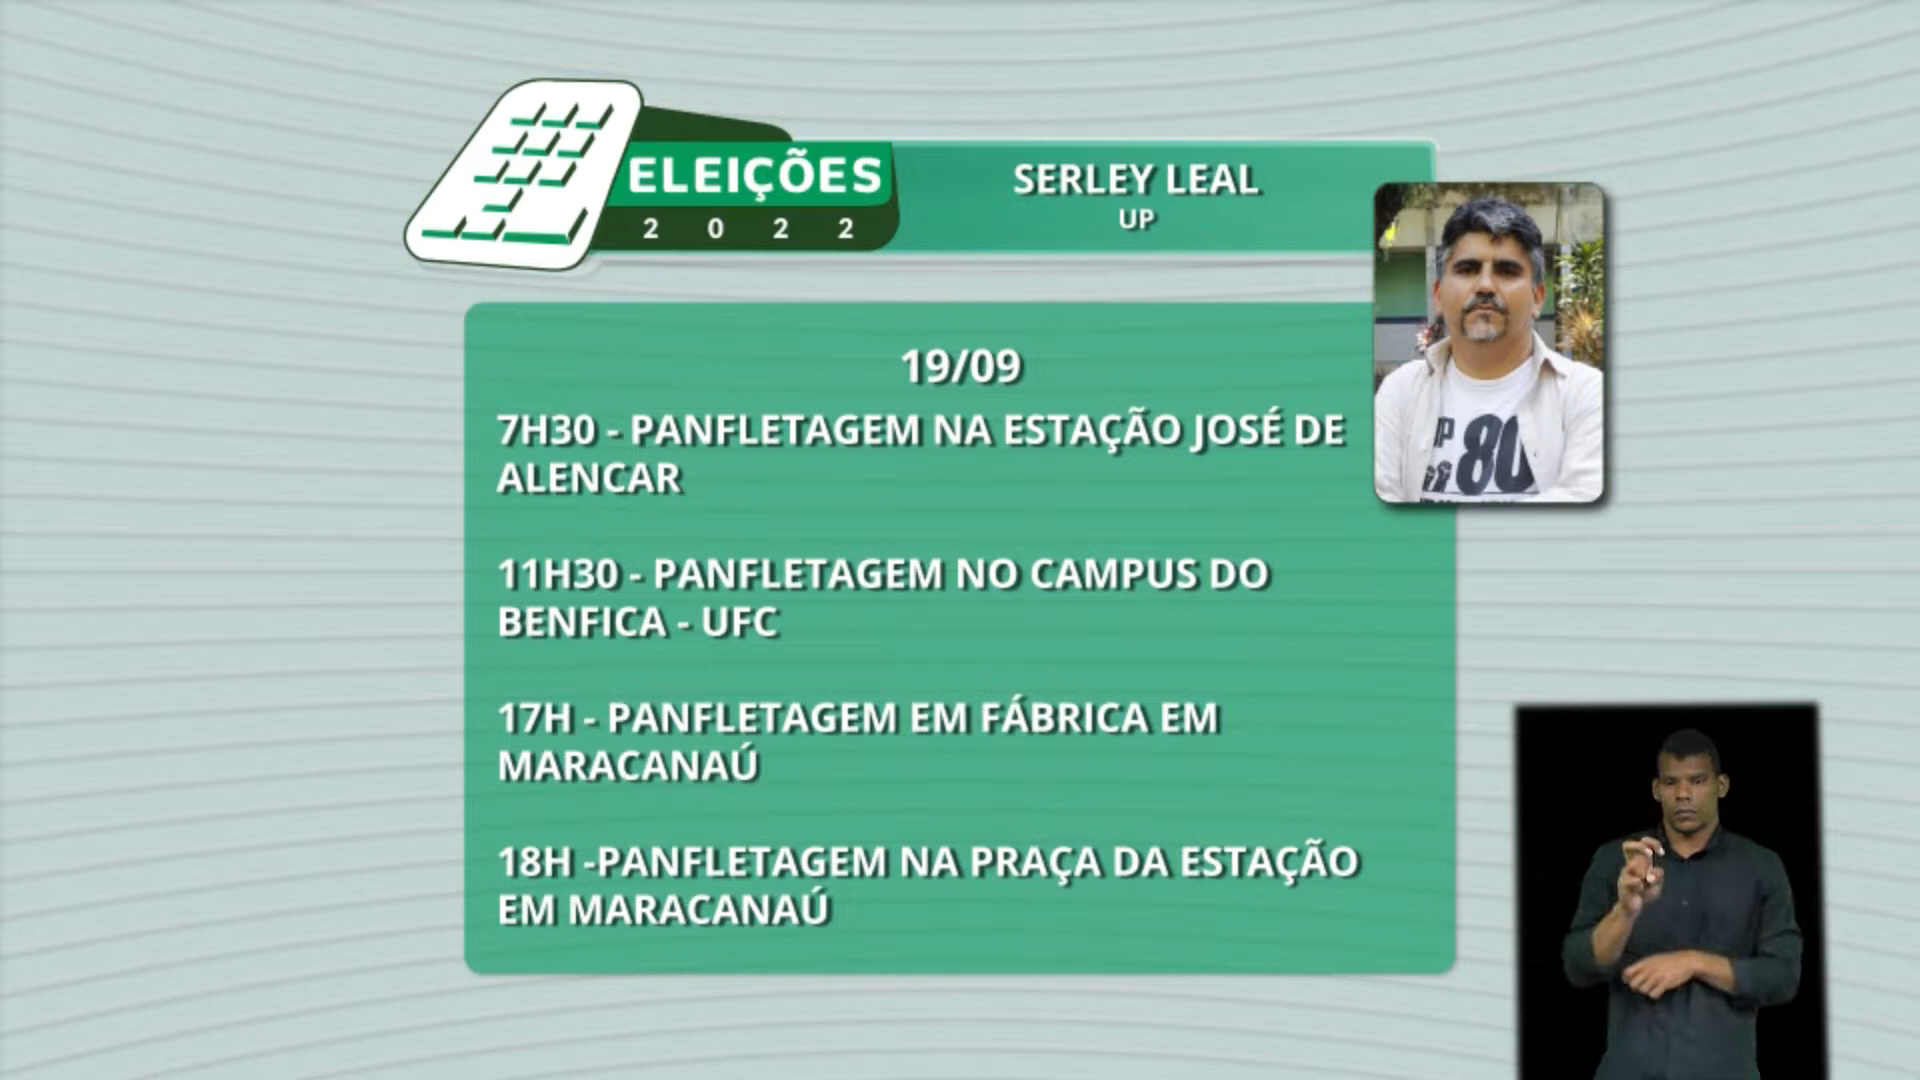 ELEIÇÕES
2 0 2 2
SERLEY LEAL
UP
19/09
7H30 - PANFLETAGEM NA ESTAÇÃO JOSÉ DE
ALENCAR
11H30 - PANFLETAGEM NO CAMPUS DO
BENFICA - UFC
17H - PANFLETAGEM EM FÁBRICA EM
MARACANAÚ
18H -PANFLETAGEM NA PRAÇA DA ESTAÇÃO
EM MARACANAÚ
80